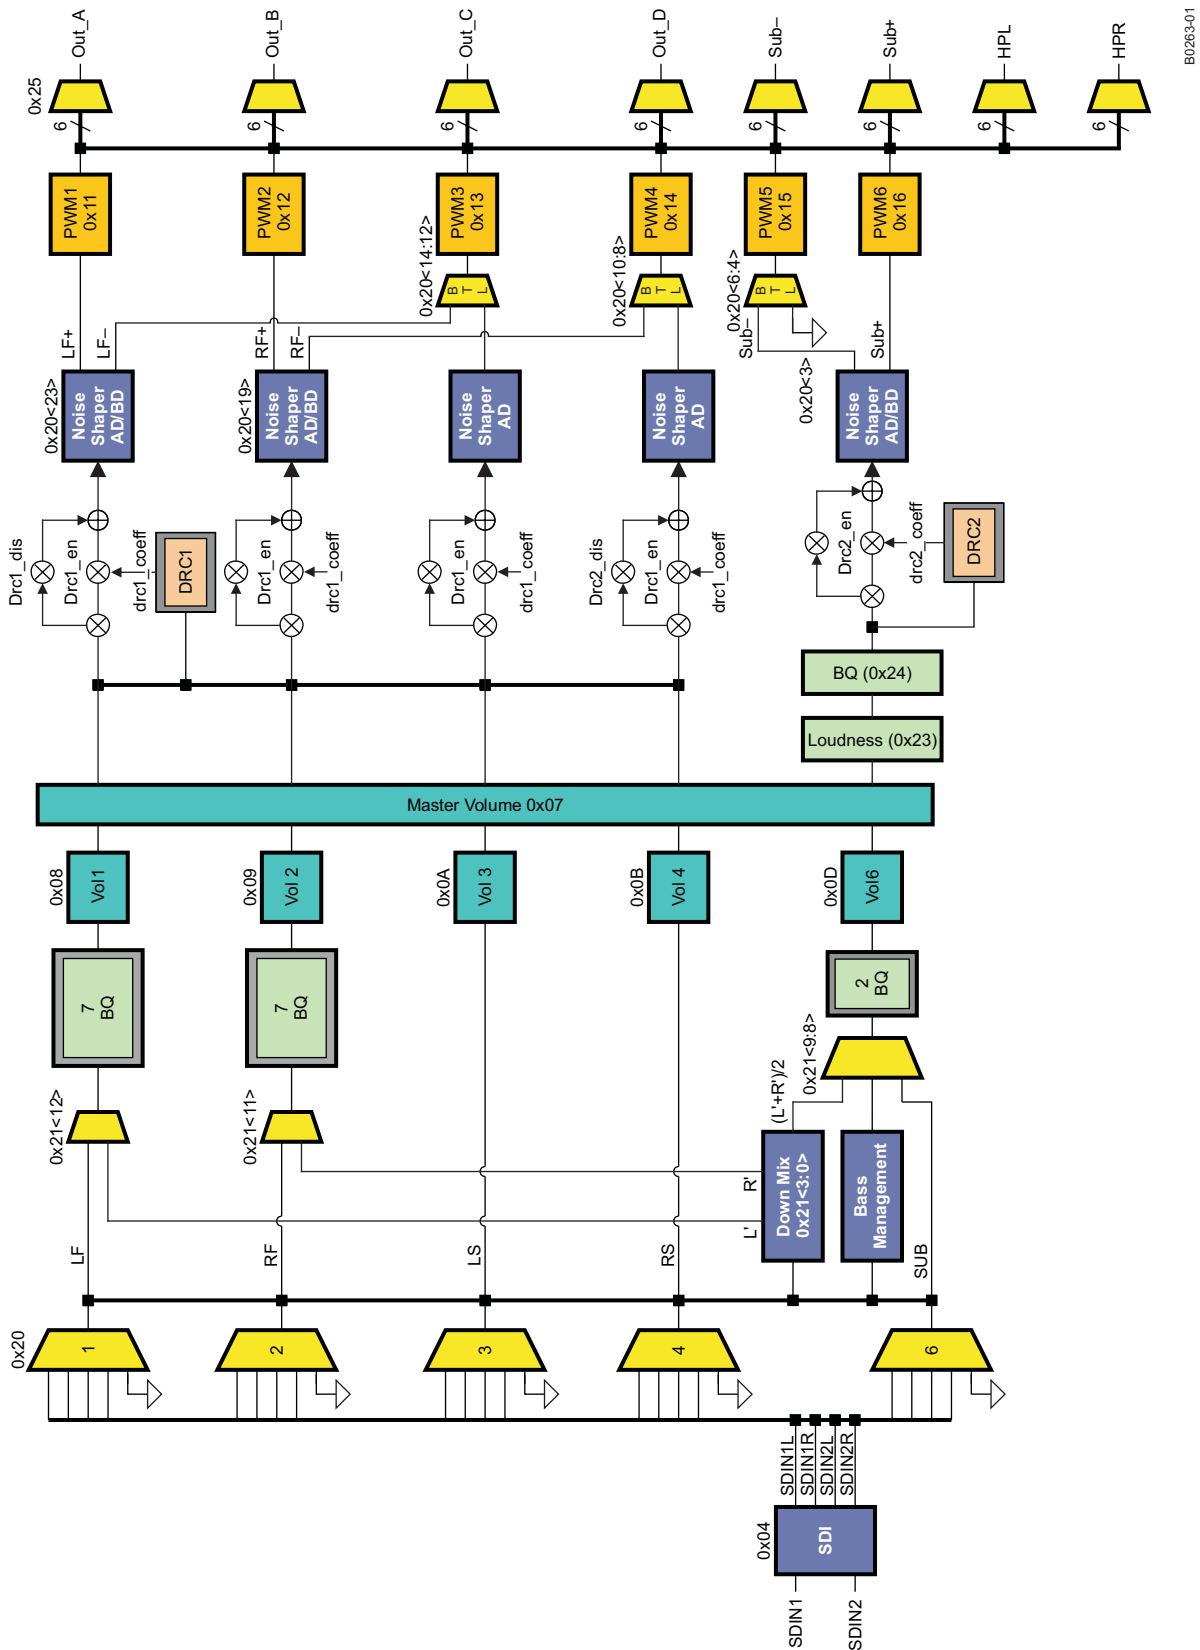 0x20
1
2
3
4
6
0x04
SDI
SDIN1
SDIN2
SDIN1L
SDIN1R
SDIN2L
SDIN2R
LF
RF
LS
RS
SUB
L'
R'
Down Mix
0x21<3:0>
Bass
Management
(L'+R')/2
0x21<12>
0x21<11>
0x21<9:8>
7
BQ
7
BQ
2
BQ
0x08
Vol1
0x09
Vol 2
0x0A
Vol 3
0x0B
Vol 4
0x0D
Vol6
Master Volume 0x07
Loudness (0x23)
BQ (0x24)
Drc1_dis
Drc1_en
drc1_coeff
DRC1
Drc1_en
drc1_coeff
Drc1_en
drc1_coeff
Drc2_dis
Drc1_en
drc1_coeff
Drc2_en
drc2_coeff
DRC2
0x20<23>
Noise
Shaper
AD/BD
0x20<19>
Noise
Shaper
AD/BD
Noise
Shaper
AD
Noise
Shaper
AD
0x20<3>
Noise
Shaper
AD/BD
LF+
LF–
RF+
RF–
Sub–
Sub+
0x20<14:12>
B
T
L
0x20<10:8>
B
T
L
0x20<6:4>
B
T
L
PWM1
0x11
PWM2
0x12
PWM3
0x13
PWM4
0x14
PWM5
0x15
PWM6
0x16
0x25
6
6
6
6
6
6
6
6
Out_A
Out_B
Out_C
Out_D
Sub–
Sub+
HPL
HPR
B0263-01